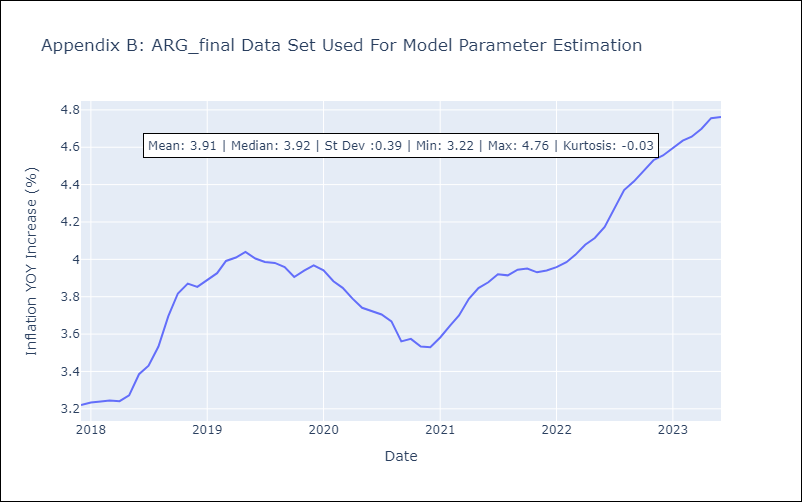 Appendix B: ARG_final Data Set Used For Model Parameter Estimation
4.8
Mean: 3.91 | Median: 3.92 | St Dev :0.39 | Min: 3.22 | Max: 4.76 | Kurtosis: -0.03
4.6
4.4
4.2
4
3.8
3.6
3.4
3.2
Inflation YOY Increase (%)
2018 2019 2020 2021 2022 2023
Date